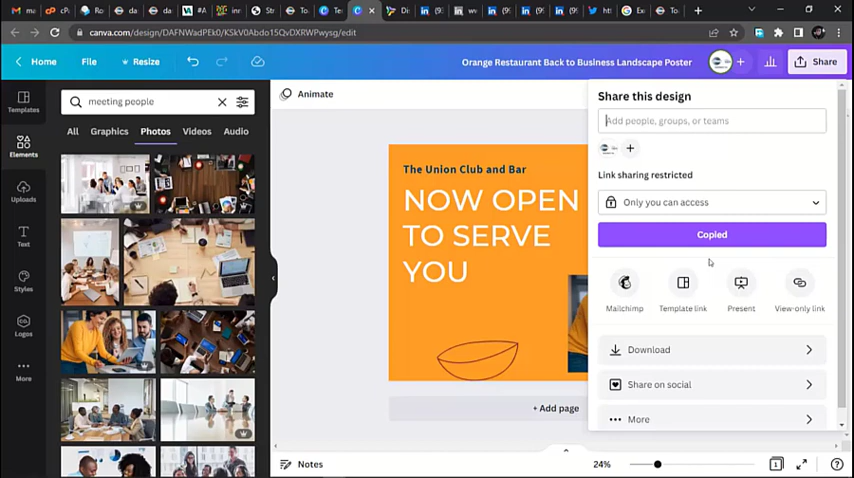 canva.com/design/DAFNWadPEk0/KSkV0Abdo15QvDXRWPwysg/edit
Home
File
Resize
Orange Restaurant Back to Business Landscape Poster
Share
Templates
Elements
Uploads
Text
Styles
Logos
More
meeting people
All
Graphics
Photos
Videos
Audio
Animate
The Union Club and Bar
NOW OPEN
TO SERVE
YOU
+ Add page
Share this design
Add people, groups, or teams
Link sharing restricted
Only you can access
Copied
Mailchimp
Template link
Present
View-only link
Download
Share on social
More
Notes
24%
1